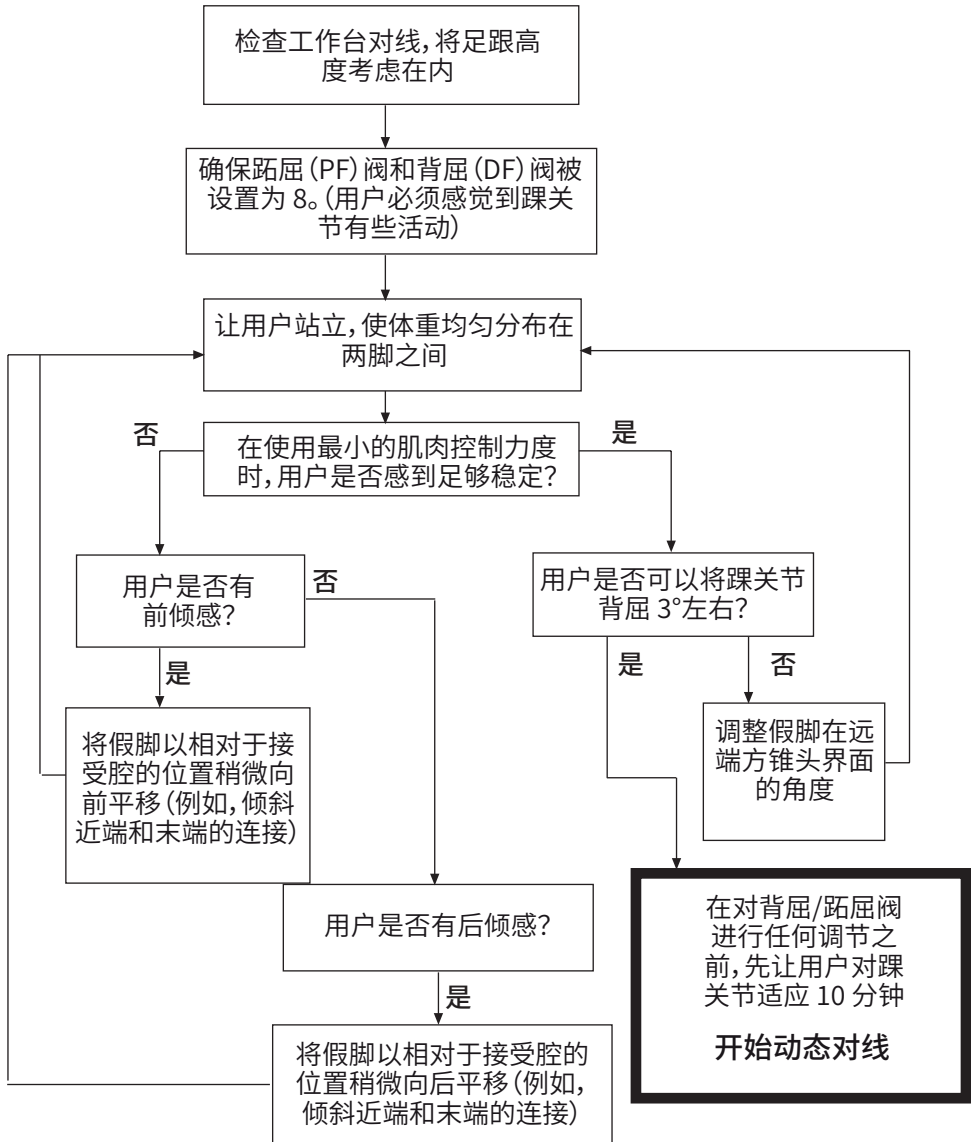 检查工作台对线，将足跟高
度考虑在内
确保跖屈（PF）阀和背屈（DF）阀被
设置为 8。（用户必须感觉到踝关
节有些活动）
让用户站立，使体重均匀分布在
两脚之间
否
是
在使用最小的肌肉控制力度
时，用户是否感到足够稳定？
用户是否有
前倾感？
否
用户是否可以将踝关节
背屈 3°左右？
是
是
否
将假脚以相对于接
受腔的位置稍微向
前平移（例如，倾斜
近端和末端的连接）
调整假脚在远
端方锥头界面
的角度
用户是否有后倾感？
是
在对背屈/跖屈阀
进行任何调节之
前，先让用户对踝
关节适应 10 分钟
开始动态对线
将假脚以相对于接受腔的
位置稍微向后平移（例如，
倾斜近端和末端的连接）